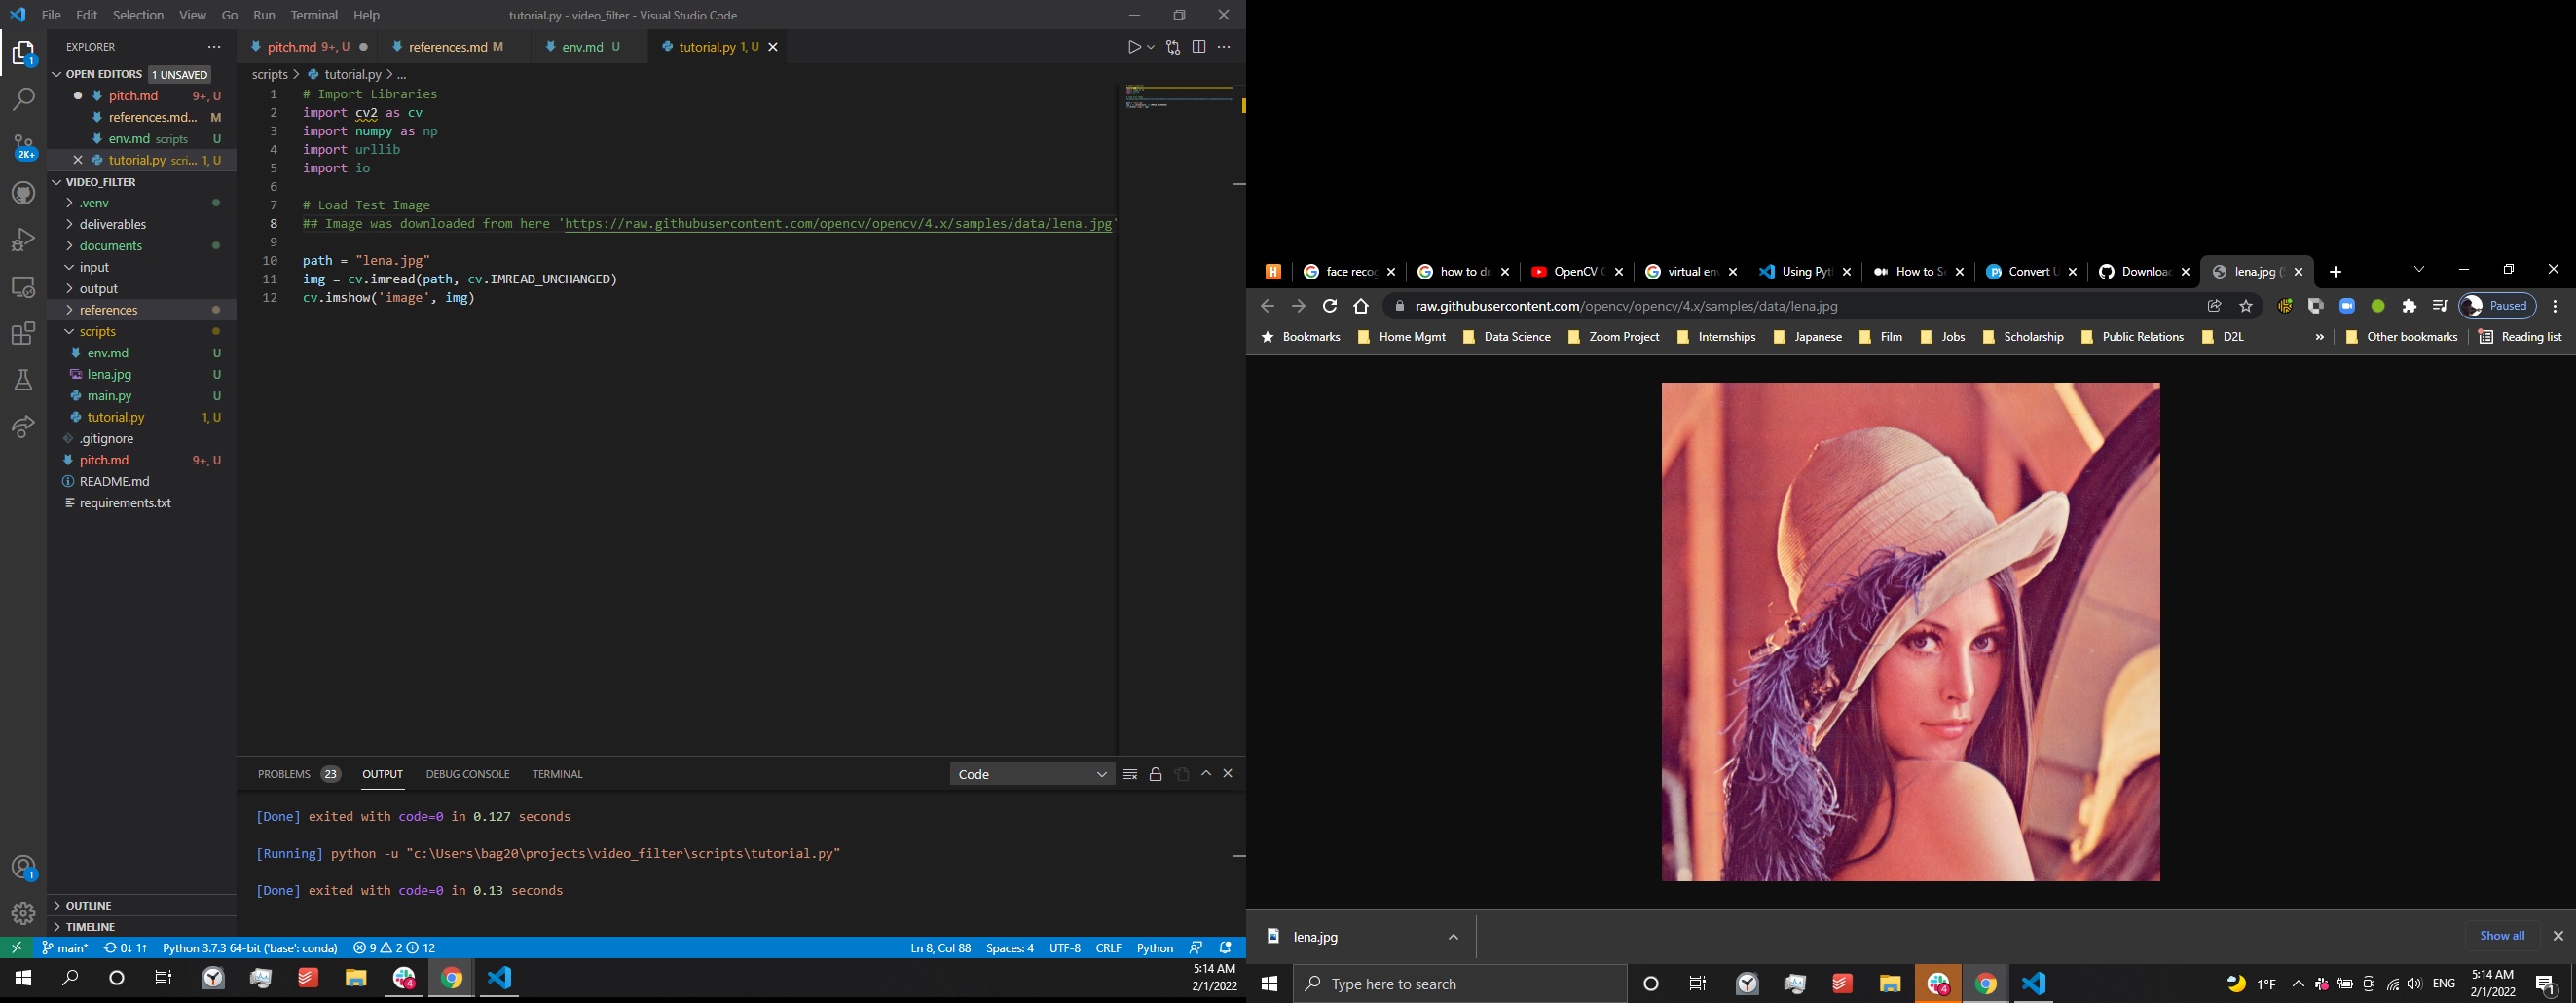 File Edit Selection View Go Run Terminal Help
tutorial.py - video_filter - Visual Studio Code
EXPLORER
OPEN EDITORS 1 UNSAVED
pitch.md 9+, U
references.md... M
env.md scripts U
tutorial.py scri... 1, U
VIDEO_FILTER
.venv
deliverables
documents
input
output
references
scripts
env.md U
lena.jpg U
main.py U
tutorial.py 1, U
.gitignore
pitch.md 9+, U
README.md
requirements.txt
OUTLINE
TIMELINE
1
2K+
1
pitch.md 9+, U references.md M env.md U tutorial.py 1, U
scripts > tutorial.py > ...
1 # Import Libraries
2 import cv2 as cv
3 import numpy as np
4 import urllib
5 import io
6
7 # Load Test Image
8 ## Image was downloaded from here 'https://raw.githubusercontent.com/opencv/opencv/4.x/samples/data/lena.jpg'
9
10 path = "lena.jpg"
11 img = cv.imread(path, cv.IMREAD_UNCHANGED)
12 cv.imshow('image', img)
PROBLEMS 23 OUTPUT DEBUG CONSOLE TERMINAL Code
[Done] exited with code=0 in 0.127 seconds
[Running] python -u "c:\Users\bag20\projects\video_filter\scripts\tutorial.py"
[Done] exited with code=0 in 0.13 seconds
main* 0↓ 1↑ Python 3.7.3 64-bit ('base': conda) 9 2 12 Ln 8, Col 88 Spaces: 4 UTF-8 CRLF Python
4
5:14 AM
2/1/2022
H face recog how to dr OpenCV C virtual en Using Pyt How to S Convert U Downloa lena.jpg (
raw.githubusercontent.com/opencv/opencv/4.x/samples/data/lena.jpg Paused
Bookmarks Home Mgmt Data Science Zoom Project Internships Japanese Film Jobs Scholarship Public Relations D2L » Other bookmarks Reading list
lena.jpg Show all
Type here to search 4 1°F ENG
5:14 AM
2/1/2022
1